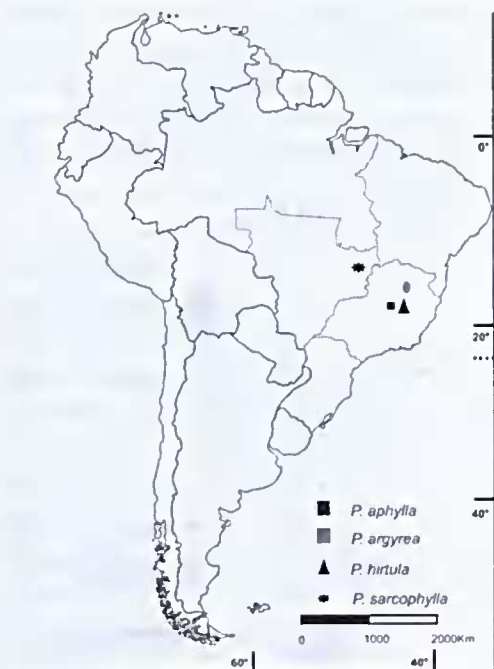 0°
20°
40°
P. aphylla
P. argyrea
P. hirtula
P. sarcophylla
0 1000 2000Km
60° 40°